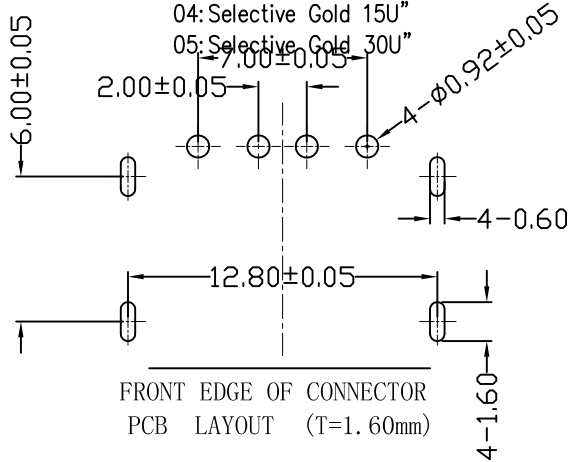 04:Selective Gold 15U"
05:Selective Gold 30U"
7.00±0.05
2.00±0.05
4-Ø0.92±0.05
6.00±0.05
4-0.60
12.80±0.05
4-1.60
FRONT EDGE OF CONNECTOR
PCB LAYOUT (T=1.60mm)